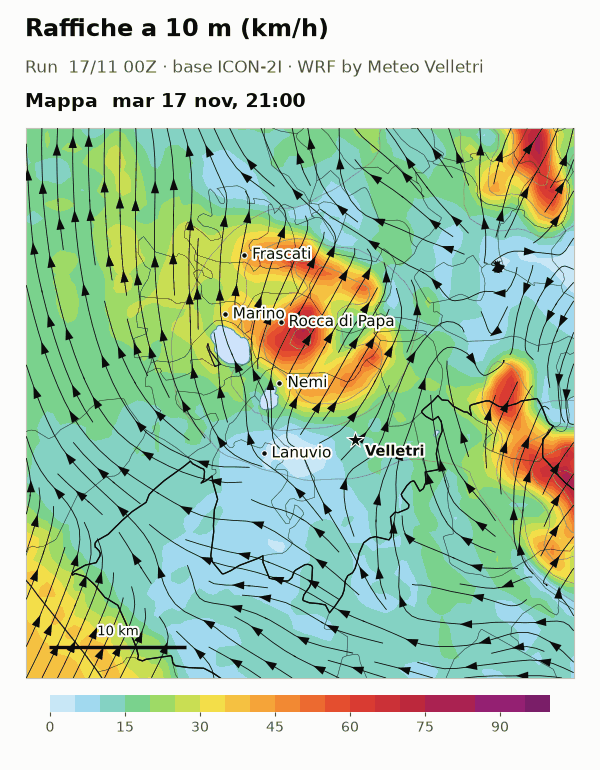 Raffiche a 10 m (km/h)
Run  17/11 00Z · base ICON-2I · WRF by Meteo Velletri
Mappa  mar 17 nov, 21:00
Frascati
Marino
Rocca di Papa
Nemi
Velletri
Lanuvio
10 km
0 15 30 45 60 75 90